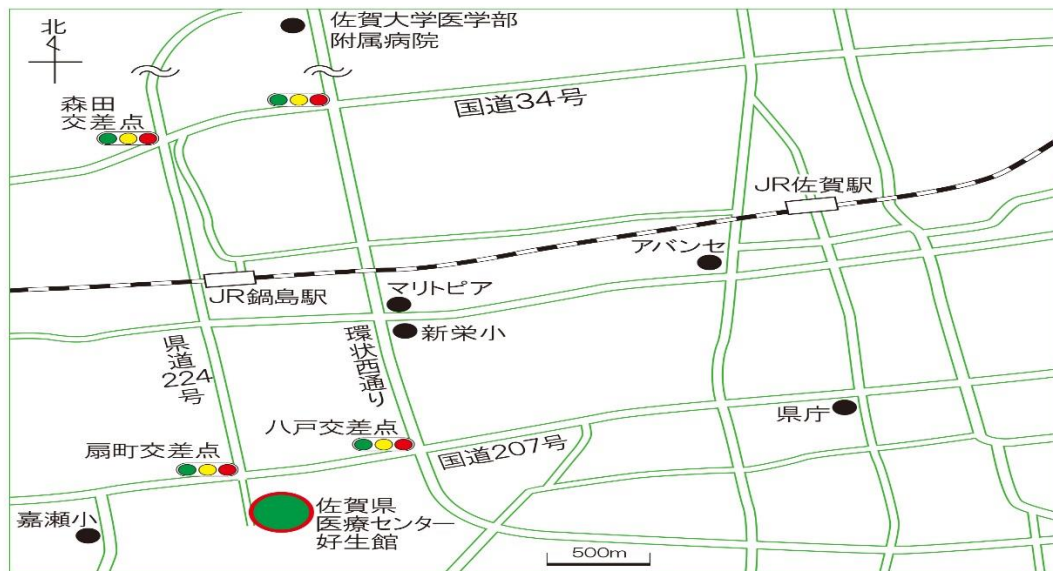 北
佐賀大学医学部
附属病院
森田
交差点
国道34号
JR佐賀駅
アバンセ
JR鍋島駅
マリトピア
新栄小
県道224号
環状西通り
県庁
八戸交差点
国道207号
扇町交差点
佐賀県
医療センター
好生館
嘉瀬小
500m